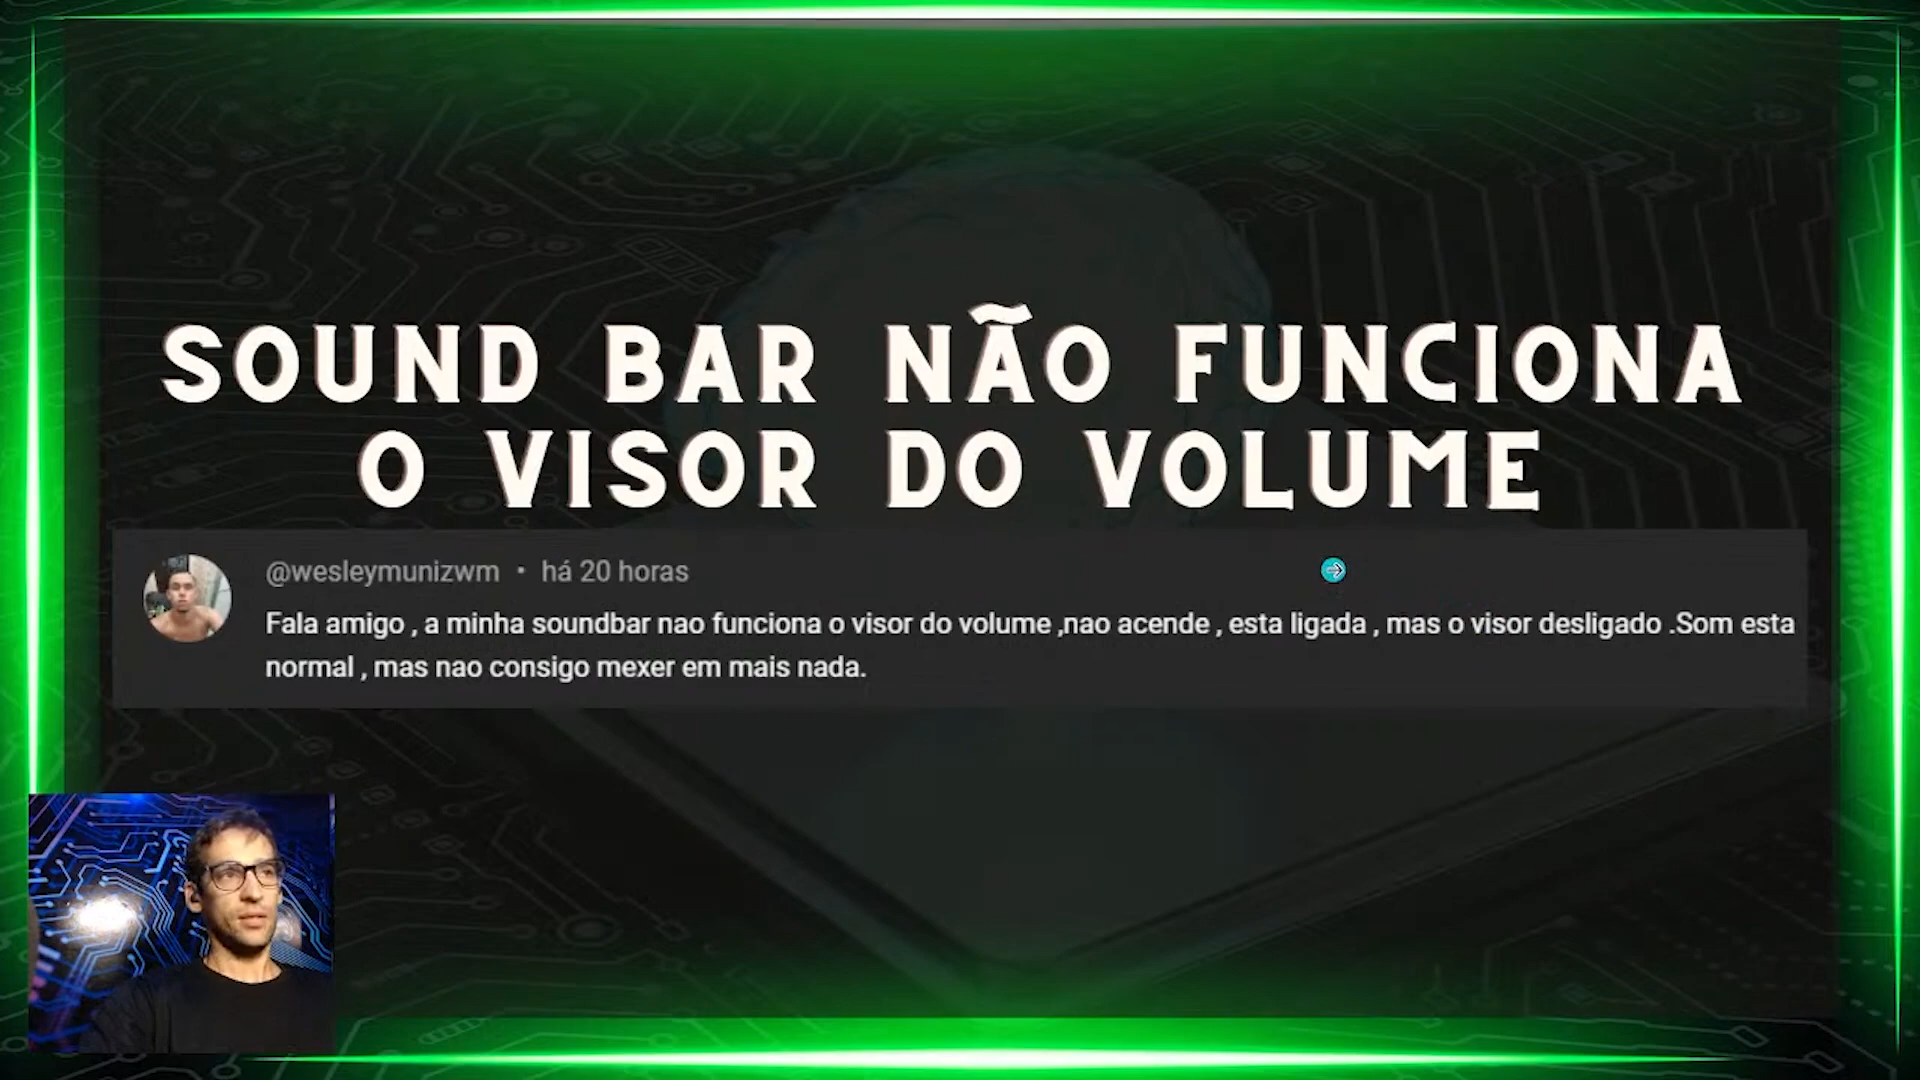 SOUND BAR NÃO FUNCIONA
O VISOR DO VOLUME
@wesleymunizwm • há 20 horas
Fala amigo , a minha soundbar nao funciona o visor do volume ,nao acende , esta ligada , mas o visor desligado .Som esta
normal , mas nao consigo mexer em mais nada.